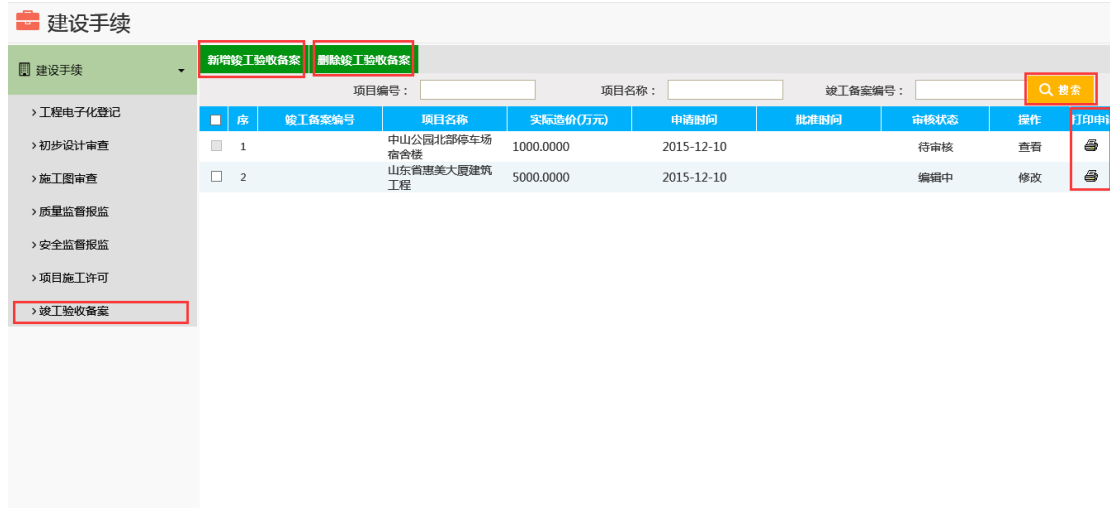 建设手续
建设手续
工程电子化登记
初步设计审查
施工图审查
质量监督报监
安全监督报监
项目施工许可
竣工验收备案
新增竣工验收备案 删除竣工验收备案
项目编号： 项目名称： 竣工备案编号： 搜索
序 竣工备案编号 项目名称 实际造价(万元) 申请时间 批准时间 审核状态 操作 打印申请
1 中山公园北部停车场宿舍楼 1000.0000 2015-12-10 待审核 查看
2 山东省惠美大厦建筑工程 5000.0000 2015-12-10 编辑中 修改